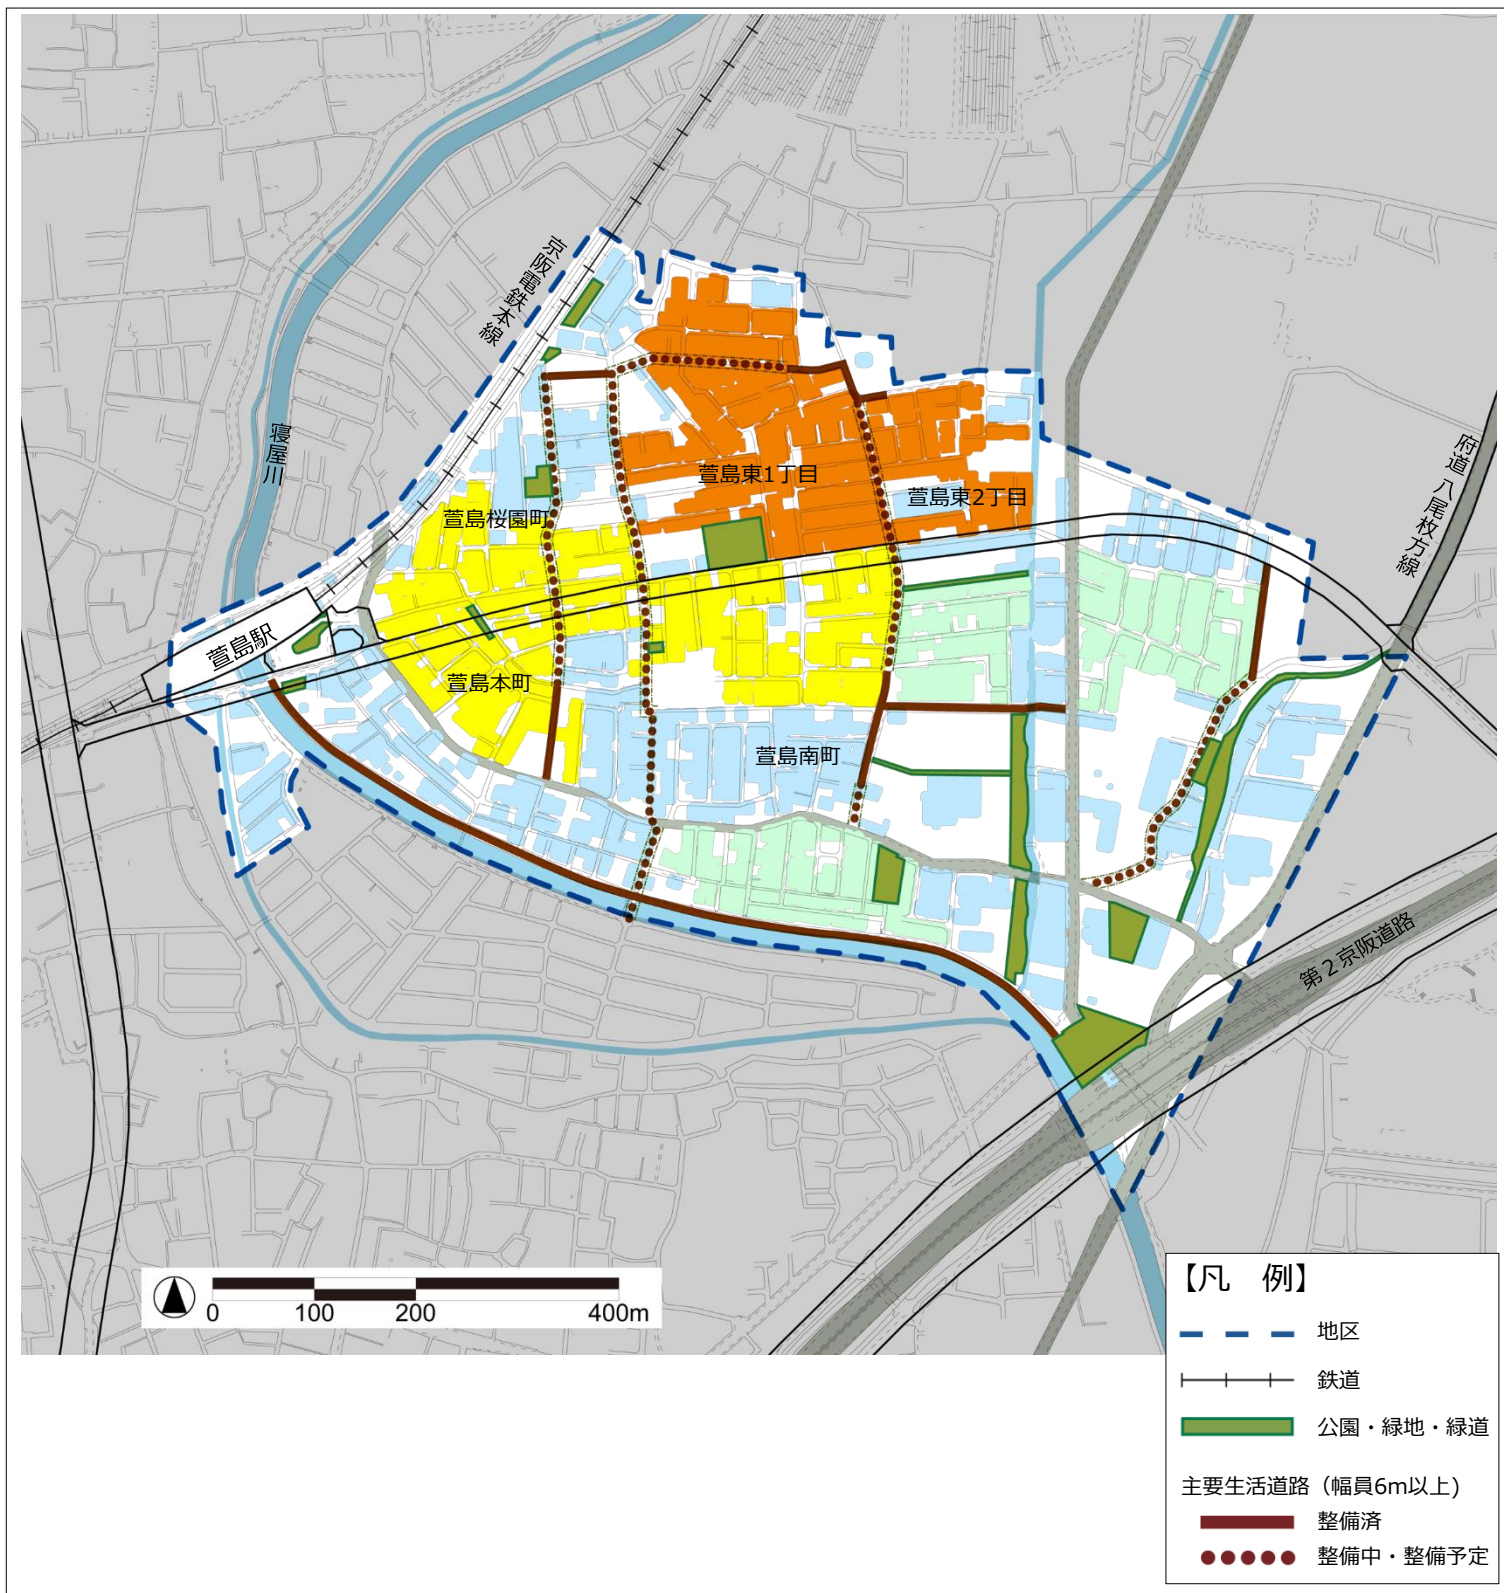 京阪電鉄本線
寝屋川
府道 八尾枚方線
萱島東1丁目
萱島東2丁目
萱島桜園町
萱島駅
萱島本町
萱島南町
第2京阪道路
0 100 200 400m
【凡 例】
地区
鉄道
公園・緑地・緑道
主要生活道路（幅員6m以上)
整備済
整備中・整備予定